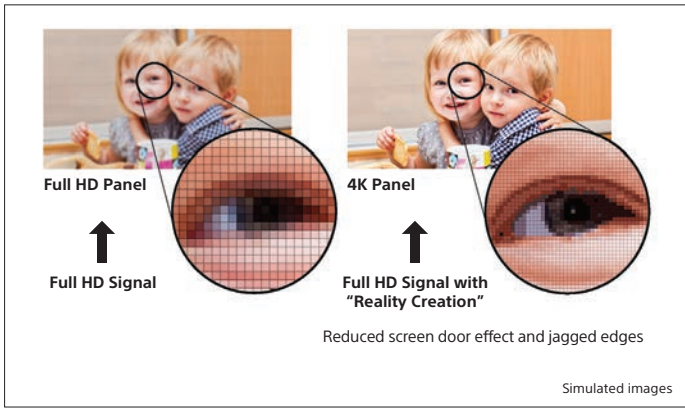 Full HD Panel
4K Panel
Full HD Signal
Full HD Signal with
“Reality Creation”
Reduced screen door effect and jagged edges
Simulated images